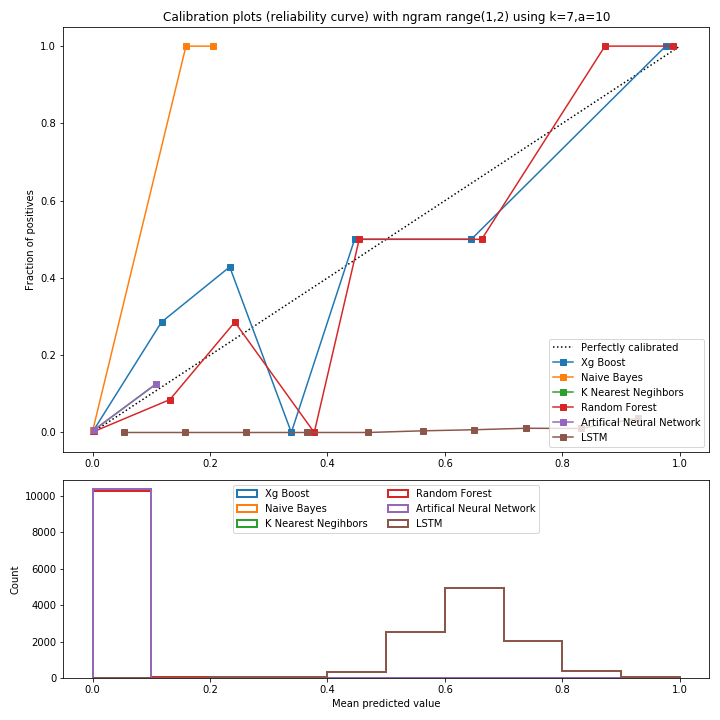 Calibration plots (reliability curve) with ngram range(1,2) using k=7,a=10
1.0
0.8
0.6
0.4
0.2
0.0
Fraction of positives
Perfectly calibrated
Xg Boost
Naive Bayes
K Nearest Negihbors
Random Forest
Artifical Neural Network
LSTM
0.0 0.2 0.4 0.6 0.8 1.0
10000
8000
6000
4000
2000
0
Count
Xg Boost
Naive Bayes
K Nearest Negihbors
Random Forest
Artifical Neural Network
LSTM
0.0 0.2 0.4 0.6 0.8 1.0
Mean predicted value